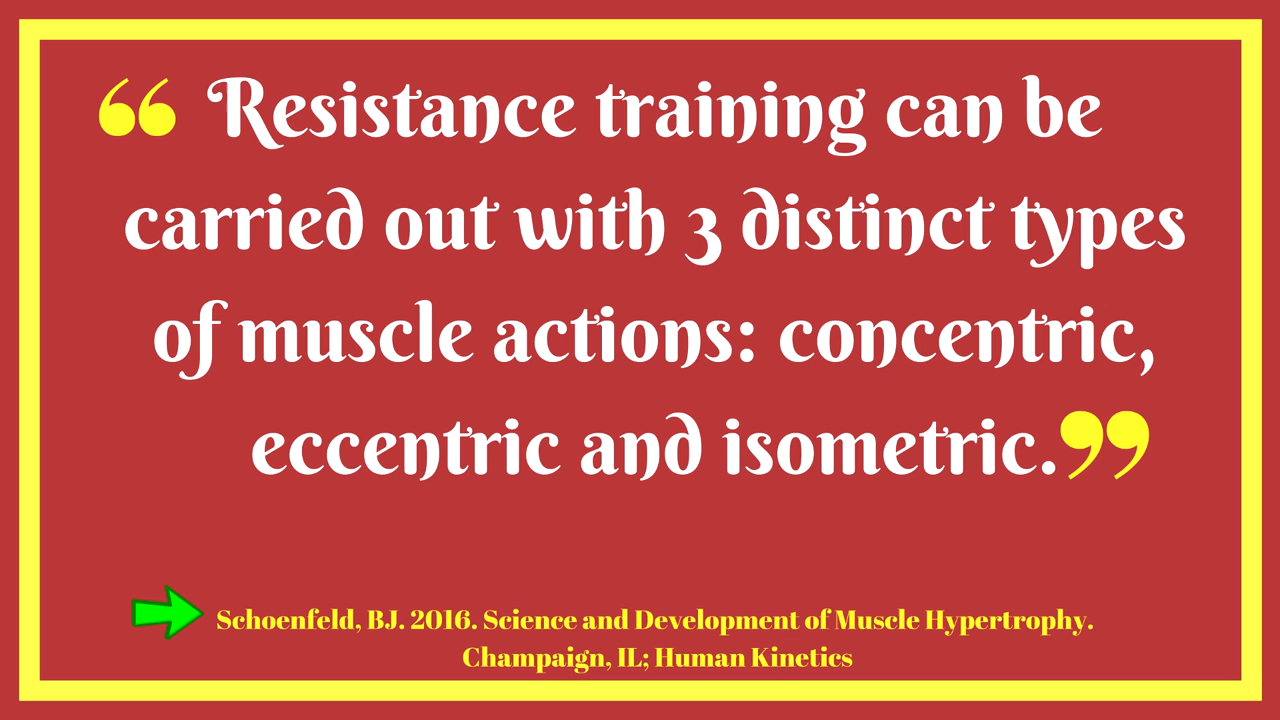 “ Resistance training can be
carried out with 3 distinct types
of muscle actions: concentric,
eccentric and isometric.”
Schoenfeld, BJ. 2016. Science and Development of Muscle Hypertrophy.
Champaign, IL; Human Kinetics